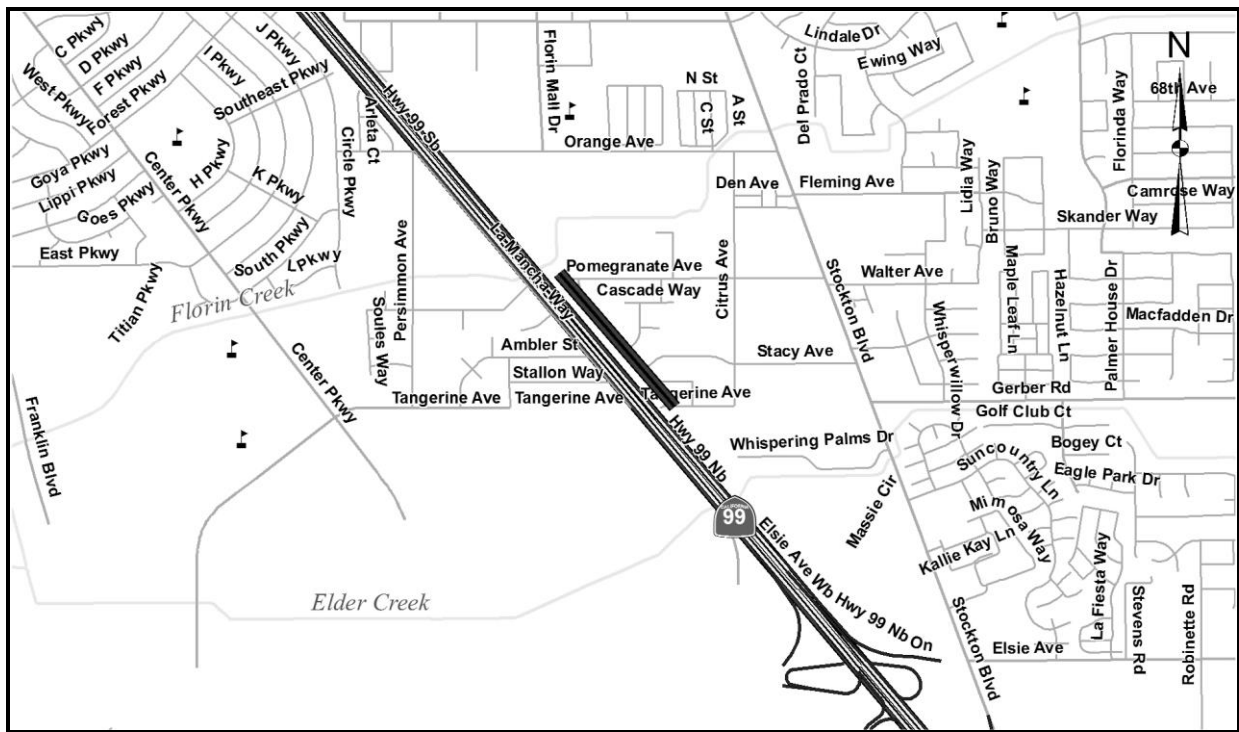 C Pkwy
D Pkwy
F Pkwy
West Pkwy
Forest Pkwy
I Pkwy
J Pkwy
Southeast Pkwy
Goya Pkwy
Lippi Pkwy
Goes Pkwy
East Pkwy
Center Pkwy
H Pkwy
K Pkwy
South Pkwy
L Pkwy
Circle Pkwy
Arleta Ct
Titian Pkwy
Florin Creek
Hwy 99 Sb
Florin Mall Dr
N St
C St
A St
Orange Ave
Del Prado Ct
Lindale Dr
Ewing Way
N
68th Ave
Florinda Way
Camrose Way
Skander Way
Den Ave
Fleming Ave
Lidia Way
Bruno Way
La-Mancha-Way
Persimmon Ave
Soules Way
Pomegranate Ave
Cascade Way
Citrus Ave
Stockton Blvd
Walter Ave
Maple Leaf Ln
Hazelnut Ln
Palmer House Dr
Macfadden Dr
Whisperwillow Dr
Ambler St
Stallon Way
Stacy Ave
Tangerine Ave
Tangerine Ave
Tangerine Ave
Gerber Rd
Golf Club Ct
Center Pkwy
Franklin Blvd
Hwy 99 Nb
Whispering Palms Dr
Bogey Ct
Eagle Park Dr
Suncountry Ln
Mimosa Way
Massie Cir
Kallie Kay Ln
CALIFORNIA
99
Elsie Ave Wb Hwy 99 Nb On
La Fiesta Way
Stevens Rd
Robinette Rd
Elsie Ave
Stockton Blvd
Elder Creek